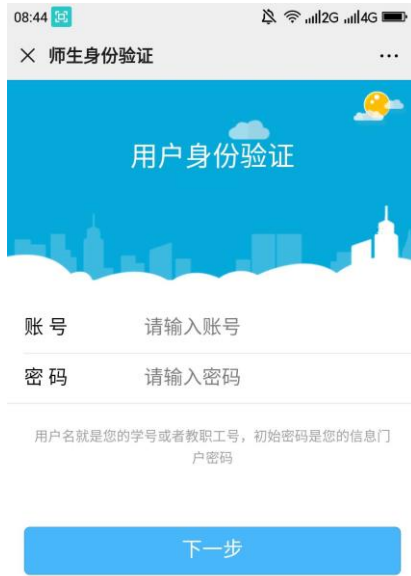 08:44 2G 4G
师生身份验证
用户身份验证
账号 请输入账号
密码 请输入密码
用户名就是您的学号或者教职工号，初始密码是您的信息门
户密码
下一步